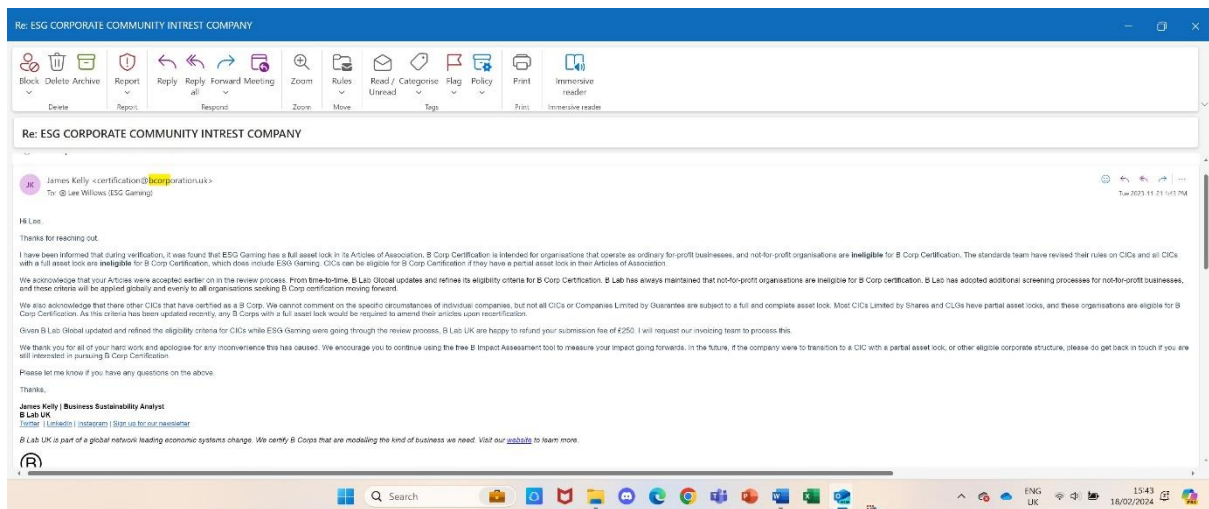 Re: ESG CORPORATE COMMUNITY INTREST COMPANY
Block Delete Archive Report Reply Reply all Forward Meeting Zoom Rules Read / Unread Categorise Flag Policy Print Immersive reader
Delete Report Respond Zoom Move Tags Print Immersive reader
Re: ESG CORPORATE COMMUNITY INTREST COMPANY
JK
James Kelly <certification@bcorporation.uk>
To: Lee Willows (ESG Gaming)
Tue 2023-11-21 PM
Hi Lee,
Thanks for reaching out.
I have been informed that during verification, it was found that ESG Gaming has a full asset lock in its Articles of Association. B Corp Certification is intended for organisations that operate as ordinary for-profit businesses, and not-for-profit organisations are ineligible for B Corp Certification. The standards team have revised their rules on CICs and all CICs
with a full asset lock are ineligible for B Corp Certification, which does include ESG Gaming. CICs can be eligible for B Corp Certification if they have a partial asset lock in their Articles of Association.
We acknowledge that your Articles were accepted earlier on in the review process. From time-to-time, B Lab Global updates and refines its eligibility criteria for B Corp Certification. B Lab has always maintained that not-for-profit organisations are ineligible for B Corp certification. B Lab has adopted additional screening processes for not-for-profit businesses,
and these criteria will be applied globally and evenly to all organisations seeking B Corp certification moving forward.
We also acknowledge that there other CICs that have certified as a B Corp. We cannot comment on the specific circumstances of individual companies, but not all CICs or Companies Limited by Guarantee are subject to a full and complete asset lock. Most CICs Limited by Shares and CLGs have partial asset locks, and these organisations are eligible for B
Corp Certification. As this criteria has been updated recently, any B Corps with a full asset lock would be required to amend their articles upon recertification.
Given B Lab Global updated and refined the eligibility criteria for CICs while ESG Gaming were going through the review process, B Lab UK are happy to refund your submission fee of £250. I will request our invoicing team to process this.
We thank you for all of your hard work and apologise for any inconvenience this has caused. We encourage you to continue using the free B Impact Assessment tool to measure your impact going forwards. In the future, if the company were to transition to a CIC with a partial asset lock, or other eligible corporate structure, please do get back in touch if you are
still interested in pursuing B Corp Certification.
Please let me know if you have any questions on the above.
Thanks,
James Kelly | Business Sustainability Analyst
B Lab UK
Twitter | LinkedIn | Instagram | Sign up for our newsletter
B Lab UK is part of a global network leading economic systems change. We certify B Corps that are modelling the kind of business we need. Visit our website to learn more.
B
Search
ENG
UK
15:43
18/02/2024